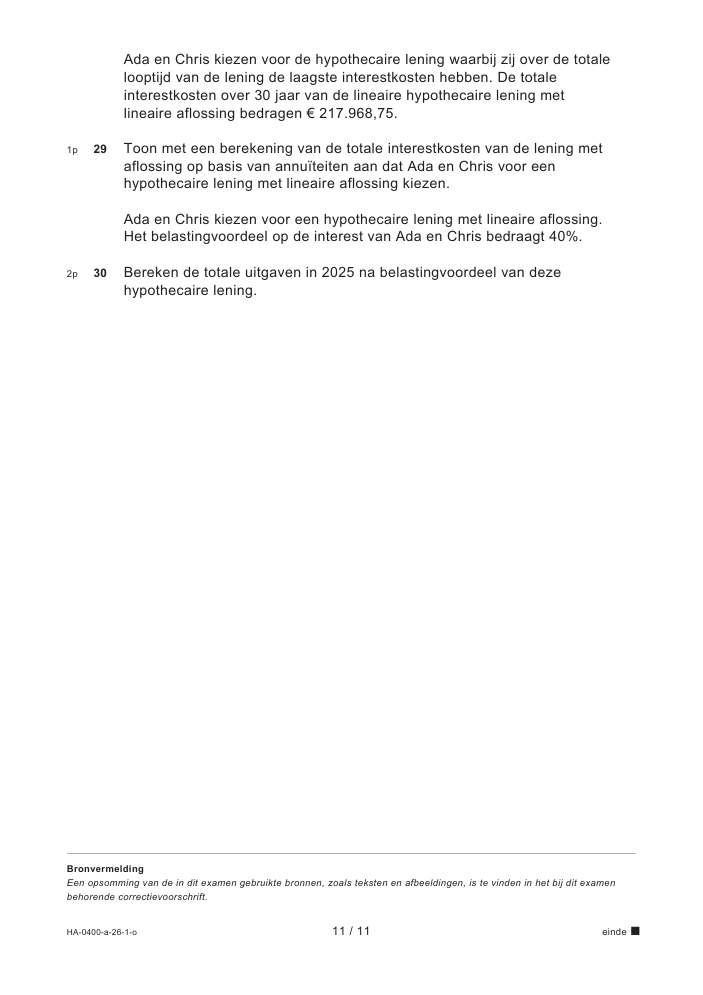 Ada en Chris kiezen voor de hypothecaire lening waarbij zij over de totale
looptijd van de lening de laagste interestkosten hebben. De totale
interestkosten over 30 jaar van de lineaire hypothecaire lening met
lineaire aflossing bedragen € 217.968,75.
1p 29 Toon met een berekening van de totale interestkosten van de lening met
aflossing op basis van annuïteiten aan dat Ada en Chris voor een
hypothecaire lening met lineaire aflossing kiezen.
Ada en Chris kiezen voor een hypothecaire lening met lineaire aflossing.
Het belastingvoordeel op de interest van Ada en Chris bedraagt 40%.
2p 30 Bereken de totale uitgaven in 2025 na belastingvoordeel van deze
hypothecaire lening.
Bronvermelding
Een opsomming van de in dit examen gebruikte bronnen, zoals teksten en afbeeldingen, is te vinden in het bij dit examen
behorende correctievoorschrift.
HA-0400-a-26-1-o 11 / 11 einde ■